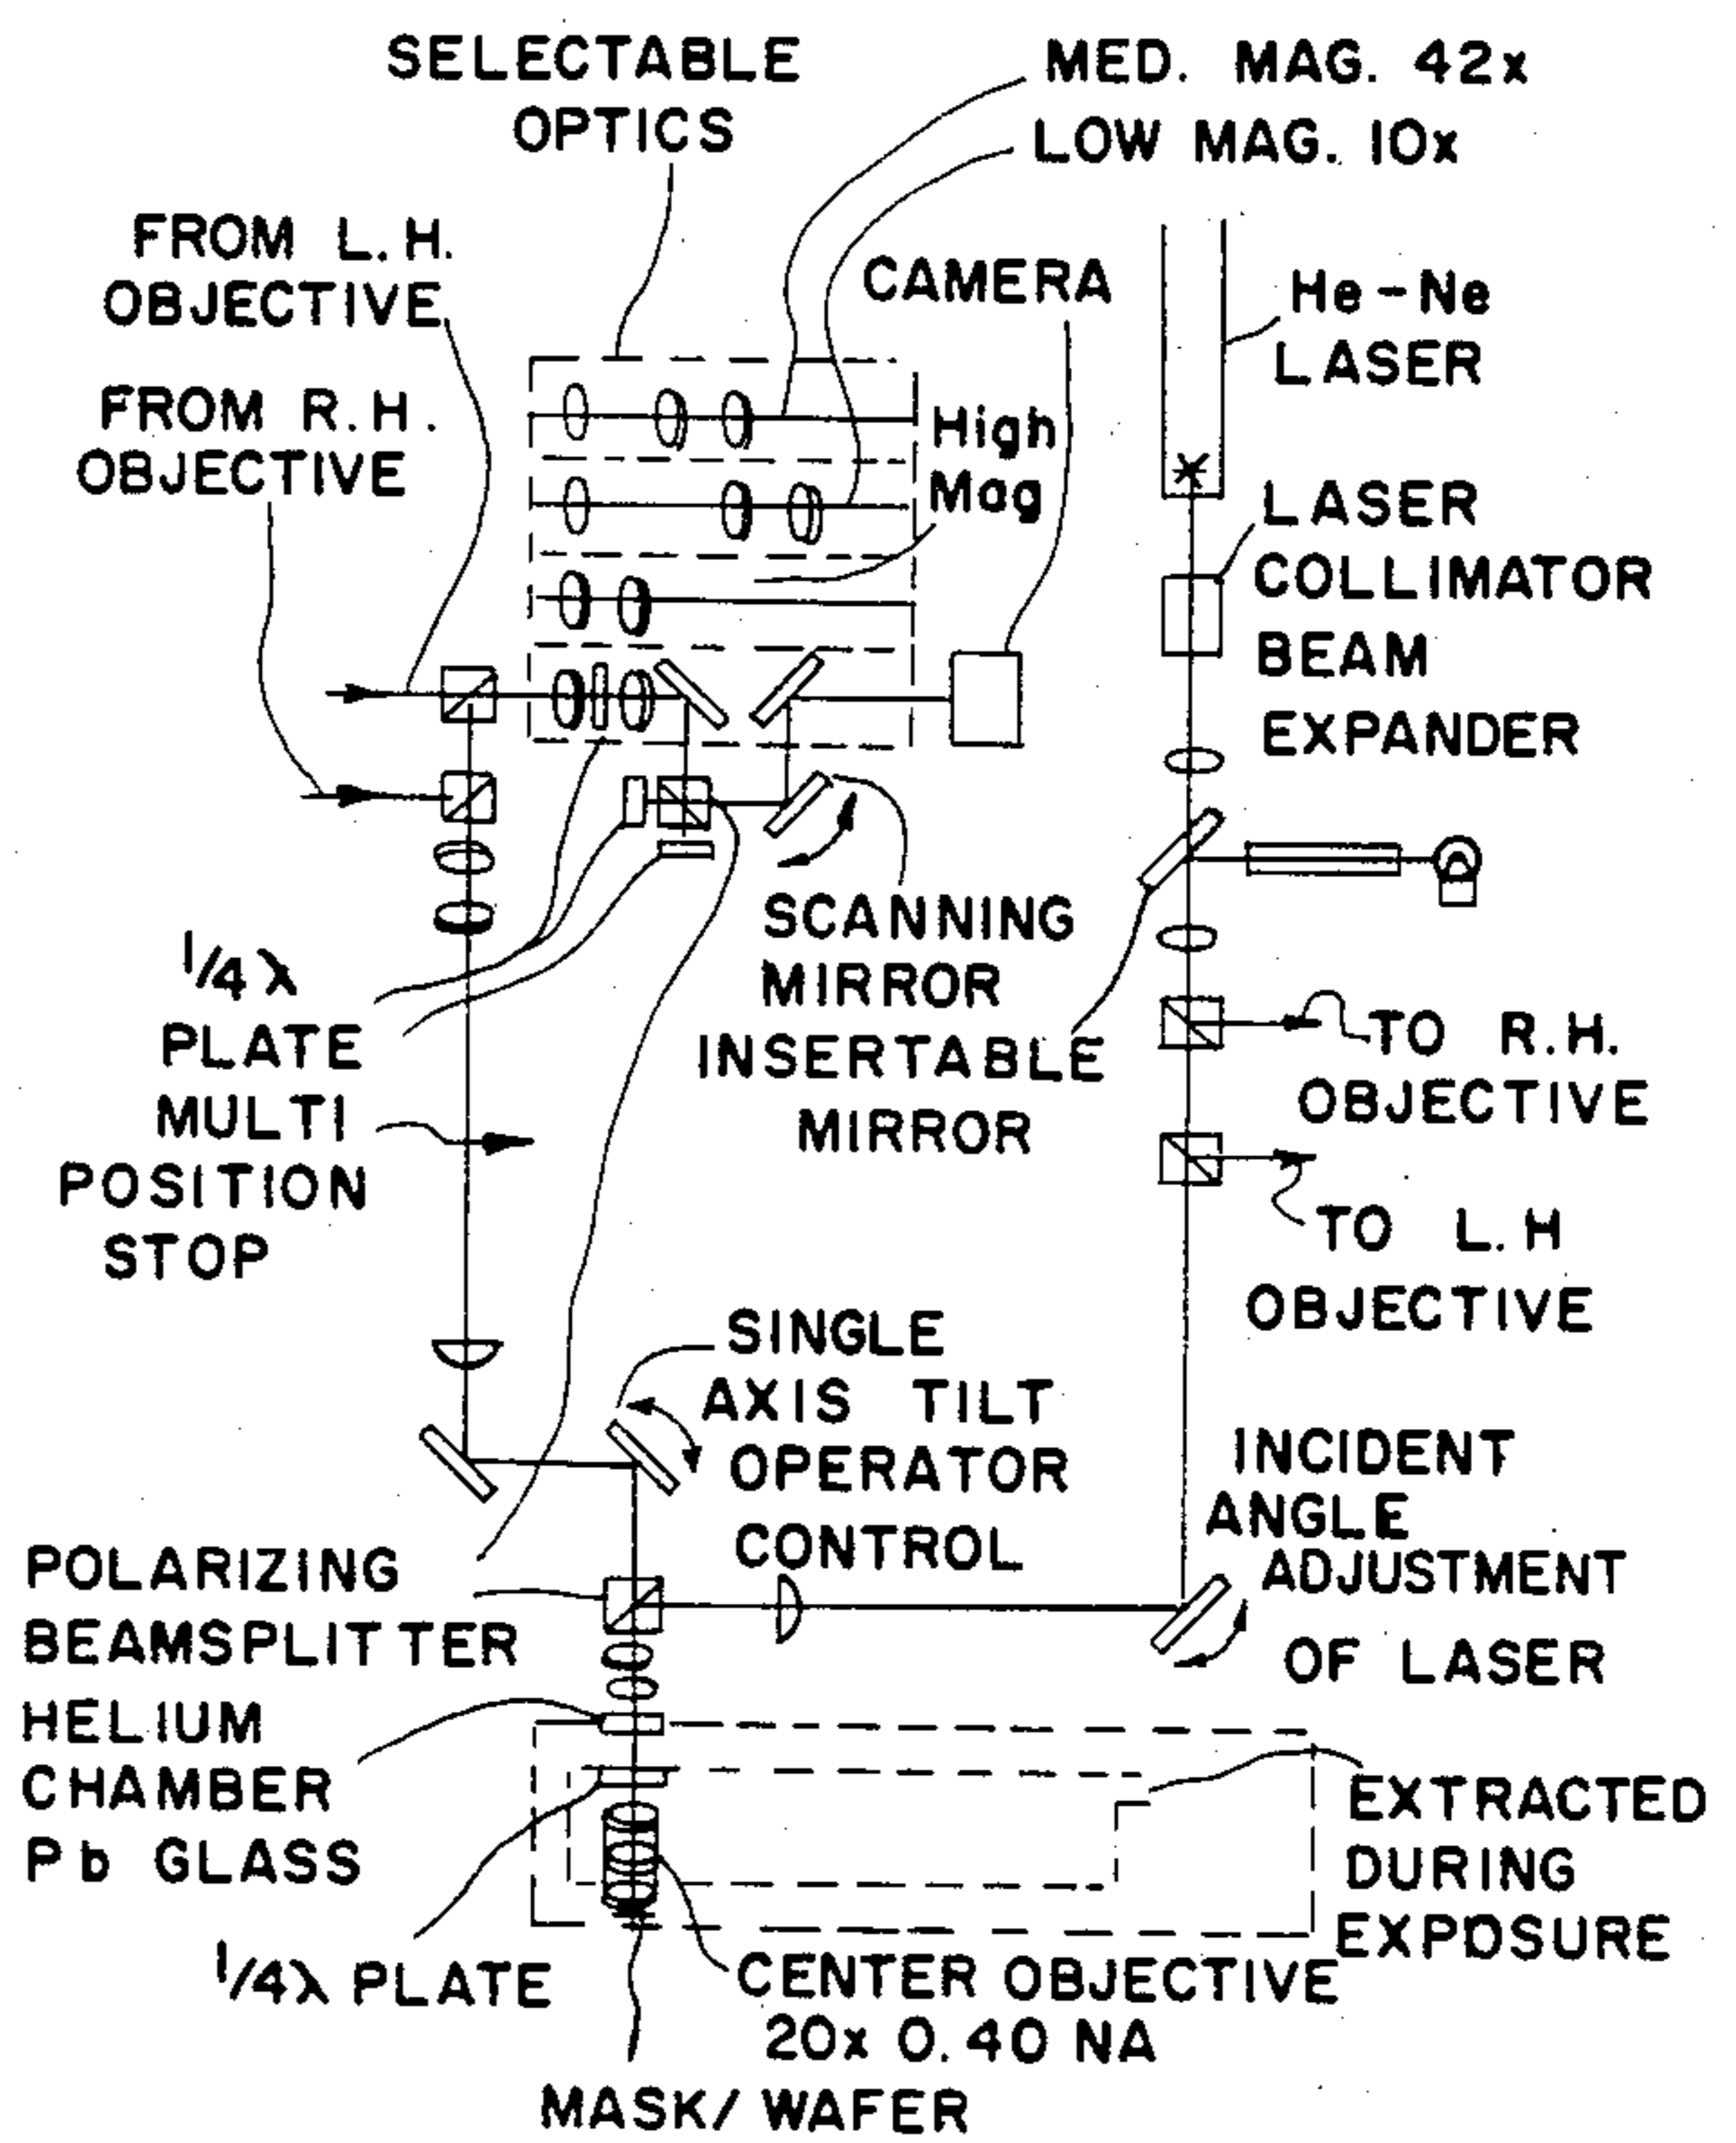 SELECTABLE
OPTICS
MED. MAG. 42x
LOW MAG. 10x
FROM L.H.
OBJECTIVE
CAMERA
He-Ne
LASER
FROM R.H.
OBJECTIVE
High
Mag
LASER
COLLIMATOR
BEAM
EXPANDER
1/4 λ
PLATE
SCANNING
MIRROR
INSERTABLE
MIRROR
TO R.H.
OBJECTIVE
MULTI
POSITION
STOP
TO L.H
OBJECTIVE
SINGLE
AXIS TILT
OPERATOR
CONTROL
INCIDENT
ANGLE
ADJUSTMENT
OF LASER
POLARIZING
BEAMSPLITTER
HELIUM
CHAMBER
Pb GLASS
EXTRACTED
DURING
EXPOSURE
1/4λ PLATE
CENTER OBJECTIVE
20x 0.40 NA
MASK/ WAFER